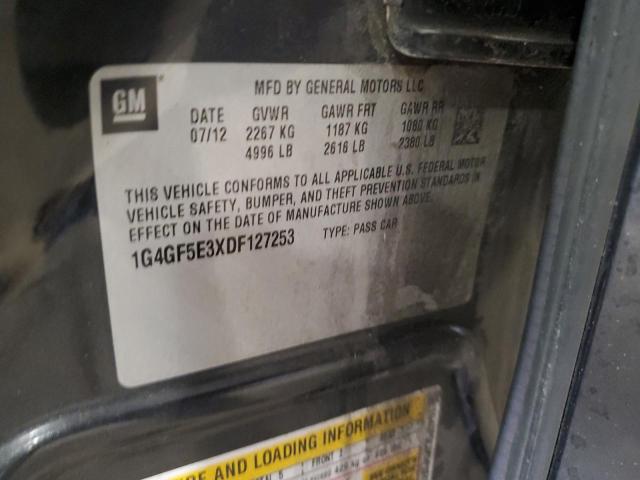 GM
MFD BY GENERAL MOTORS LLC
DATE GVWR GAWR FRT GAWR RR
07/12 2267 KG 1187 KG 1080 KG
4996 LB 2616 LB 2380 LB
THIS VEHICLE CONFORMS TO ALL APPLICABLE U.S. FEDERAL MOTOR
VEHICLE SAFETY, BUMPER, AND THEFT PREVENTION STANDARDS IN
EFFECT ON THE DATE OF MANUFACTURE SHOWN ABOVE.
1G4GF5E3XDF127253 TYPE: PASS CAR
AND LOADING INFORMATION
5 FRONT